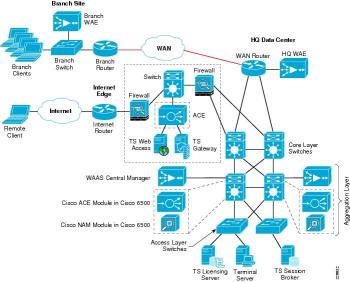 Branch Site
Branch
WAE
Branch
Clients
Branch
Switch
Branch
Router
WAN
HQ Data Center
WAN Router
HQ WAE
Internet
Edge
Switch
Firewall
Firewall
Internet
Internet
Router
Remote
Client
ACE
TS Web
Access
TS
Gateway
Core Layer
Switches
WAAS Central Manager
Cisco ACE Module in Cisco 6500
Cisco NAM Module in Cisco 6500
Aggregation Layer
Access Layer
Switches
TS Licensing
Server
Terminal
Server
TS Session
Broker